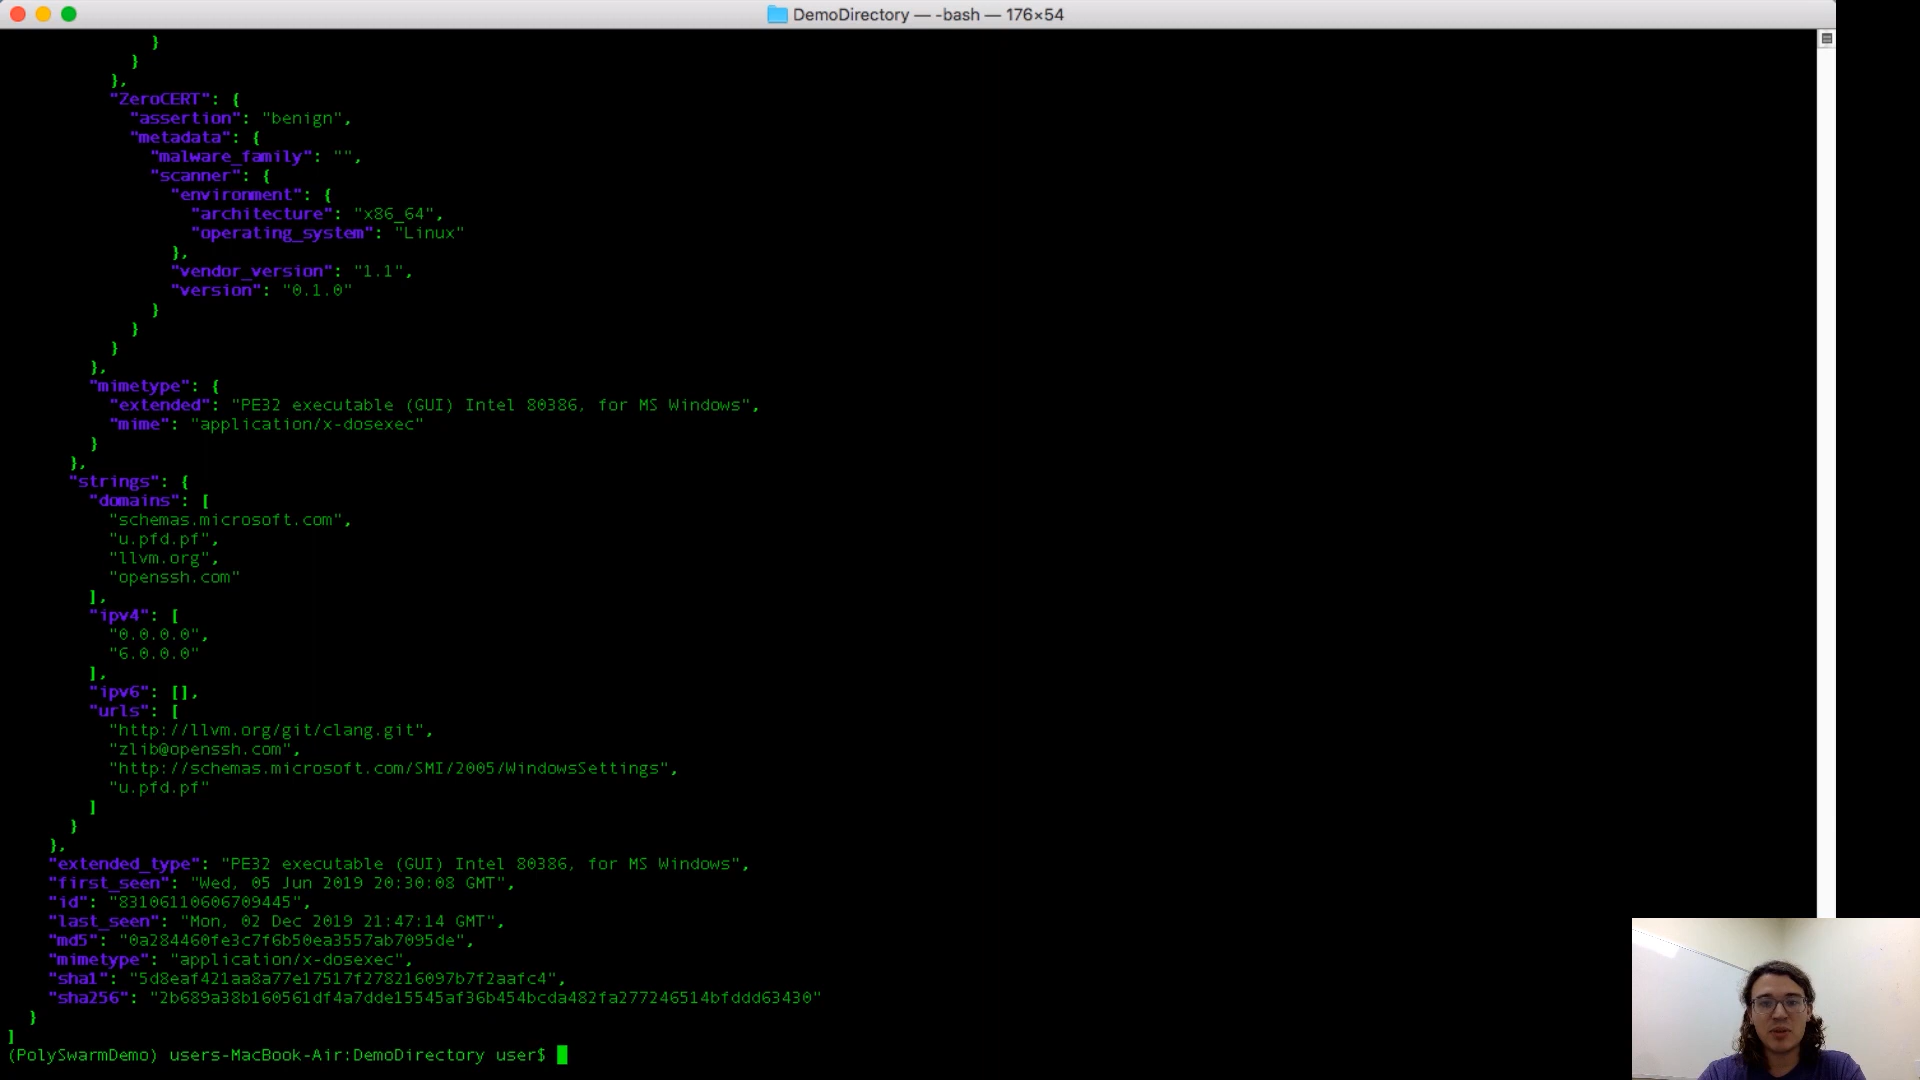 DemoDirectory — -bash — 176×54
}
}
},
"ZeroCERT": {
"assertion": "benign",
"metadata": {
"malware_family": "",
"scanner": {
"environment": {
"architecture": "x86_64",
"operating_system": "Linux"
},
"vendor_version": "1.1",
"version": "0.1.0"
}
}
}
},
"mimetype": {
"extended": "PE32 executable (GUI) Intel 80386, for MS Windows",
"mime": "application/x-dosexec"
}
},
"strings": {
"domains": [
"schemas.microsoft.com",
"u.pfd.pf",
"llvm.org",
"openssh.com"
],
"ipv4": [
"0.0.0.0",
"6.0.0.0"
],
"ipv6": [],
"urls": [
"http://llvm.org/git/clang.git",
"zlib@openssh.com",
"http://schemas.microsoft.com/SMI/2005/WindowsSettings",
"u.pfd.pf"
]
}
},
"extended_type": "PE32 executable (GUI) Intel 80386, for MS Windows",
"first_seen": "Wed, 05 Jun 2019 20:30:08 GMT",
"id": "83106110606709445",
"last_seen": "Mon, 02 Dec 2019 21:47:14 GMT",
"md5": "0a284460fe3c7f6b50ea3557ab7095de",
"mimetype": "application/x-dosexec",
"sha1": "5d8eaf421aa8a77e17517f278216097b7f2aafc4",
"sha256": "2b689a38b160561df4a7dde15545af36b454bcda482fa277246514bfddd63430"
}
]
(PolySwarmDemo) users-MacBook-Air:DemoDirectory user$